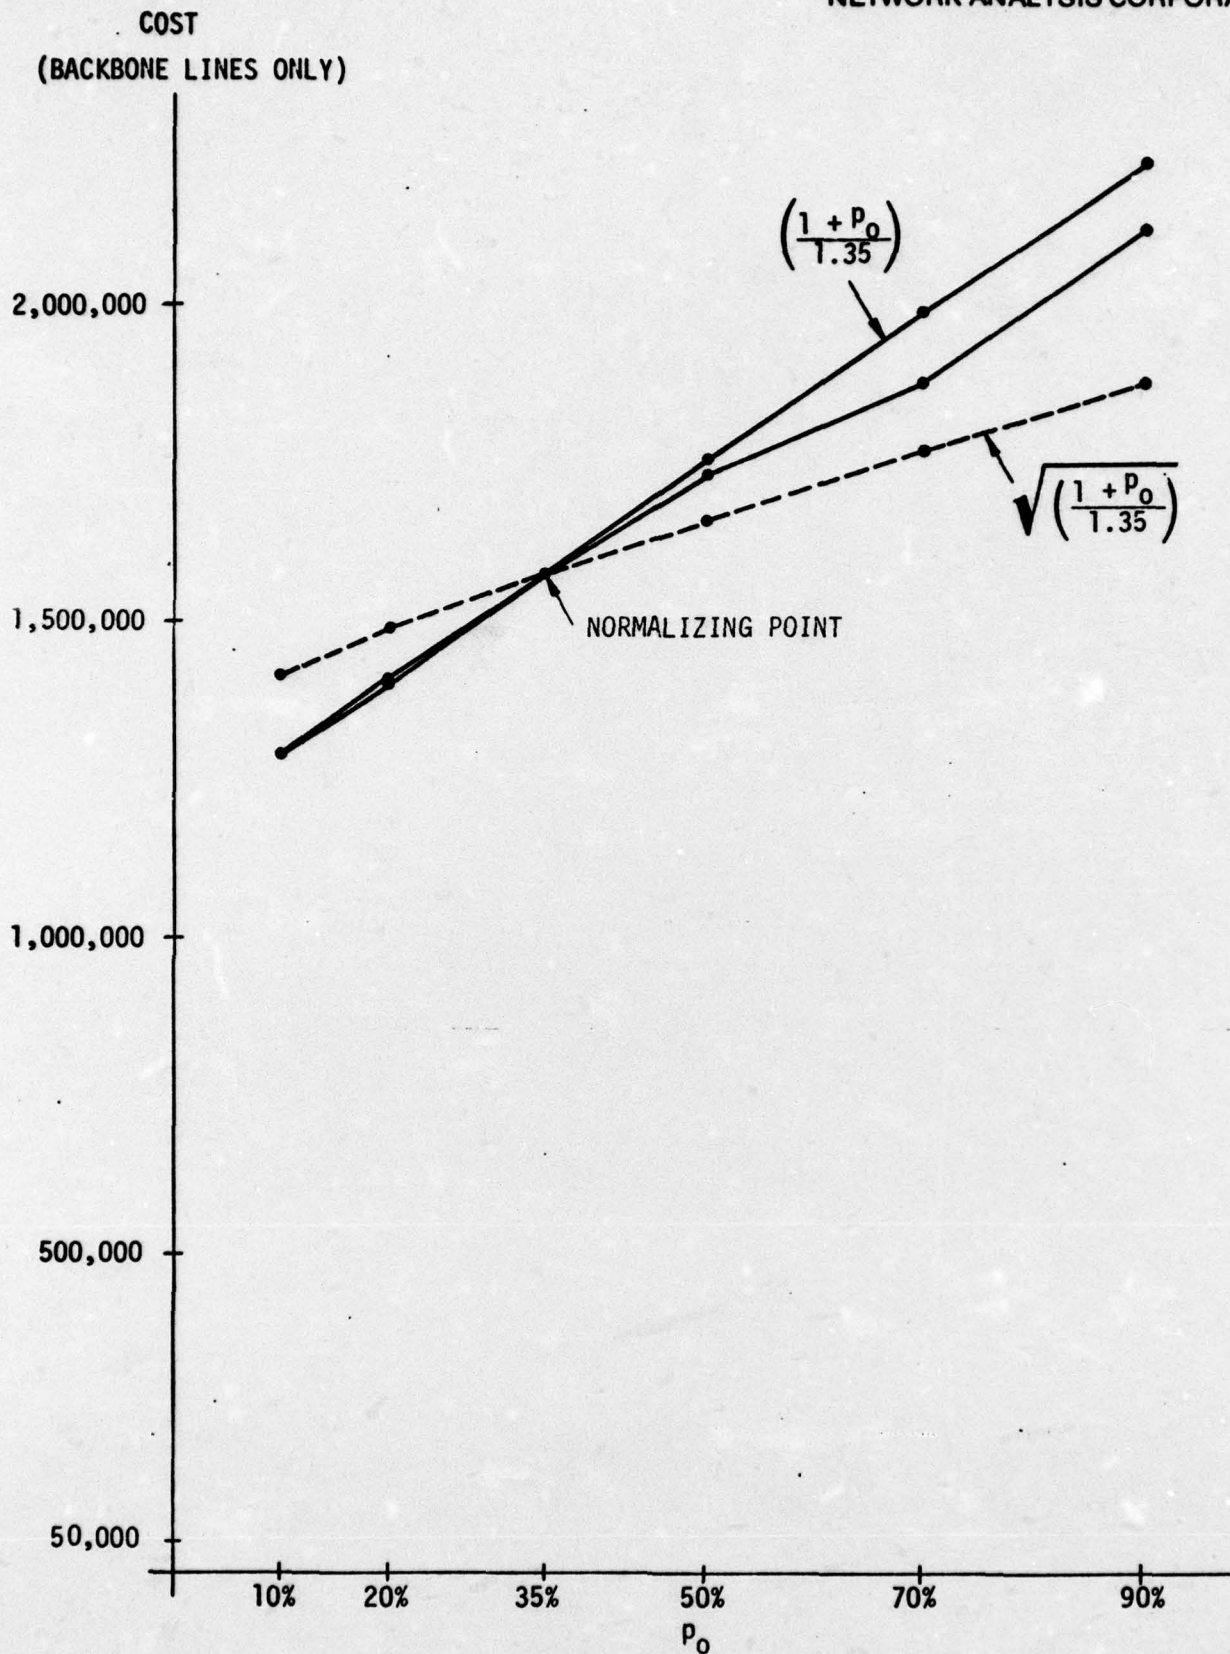 NETWORK ANALYSIS
COST
(BACKBONE LINES ONLY)
(1 + P₀ / 1.35)
2,000,000
√(1 + P₀ / 1.35)
1,500,000
NORMALIZING POINT
1,000,000
500,000
50,000
10% 20% 35% 50% 70% 90%
P₀